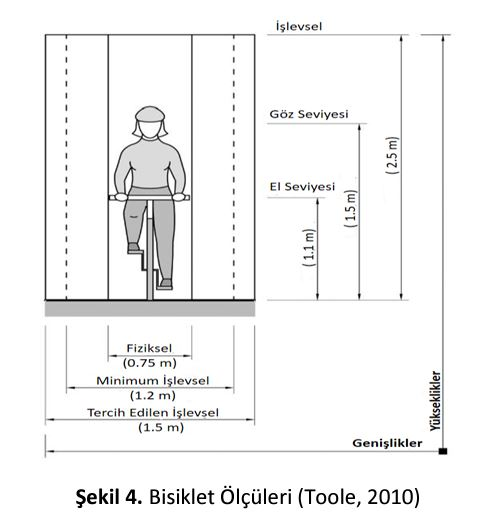 İşlevsel
Göz Seviyesi
El Seviyesi
( 1.1 m)
( 1.5 m)
( 2.5 m)
Fiziksel
(0.75 m)
Minimum İşlevsel
(1.2 m)
Tercih Edilen İşlevsel
(1.5 m)
Yükseklikler
Genişlikler
Şekil 4. Bisiklet Ölçüleri (Toole, 2010)